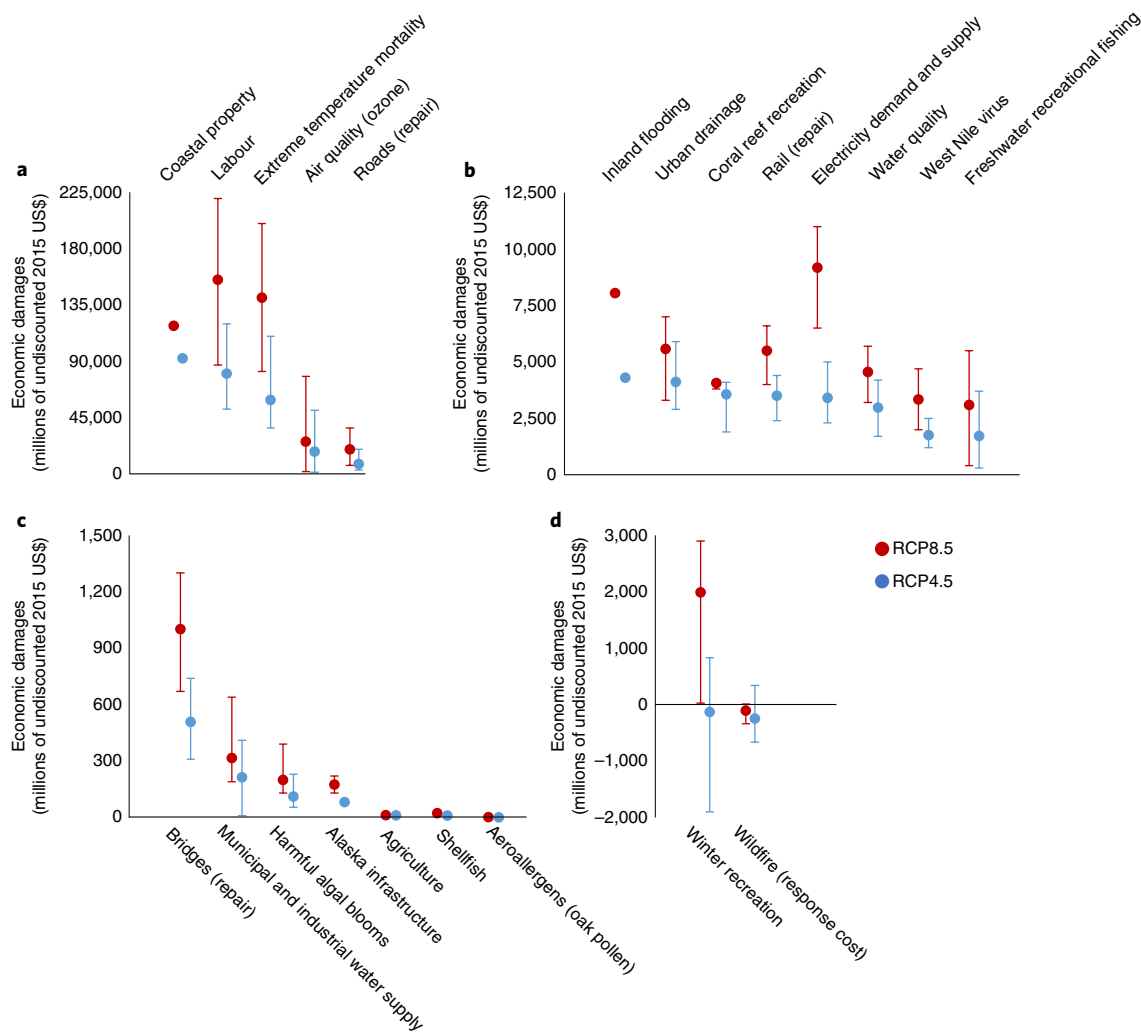 a
Coastal property
Labour
Extreme temperature mortality
Air quality (ozone)
Roads (repair)
Economic damages
(millions of undiscounted 2015 US$)
225,000
180,000
135,000
90,000
45,000
0
b
Inland flooding
Urban drainage
Coral reef recreation
Rail (repair)
Electricity demand and supply
Water quality
West Nile virus
Freshwater recreational fishing
Economic damages
(millions of undiscounted 2015 US$)
12,500
10,000
7,500
5,000
2,500
0
c
Economic damages
(millions of undiscounted 2015 US$)
1,500
1,200
900
600
300
0
Bridges (repair)
Municipal and industrial water supply
Harmful algal blooms
Alaska infrastructure
Agriculture
Shellfish
Aeroallergens (oak pollen)
d
Economic damages
(millions of undiscounted 2015 US$)
3,000
2,000
1,000
0
−1,000
−2,000
Winter recreation
Wildfire (response cost)
RCP8.5
RCP4.5